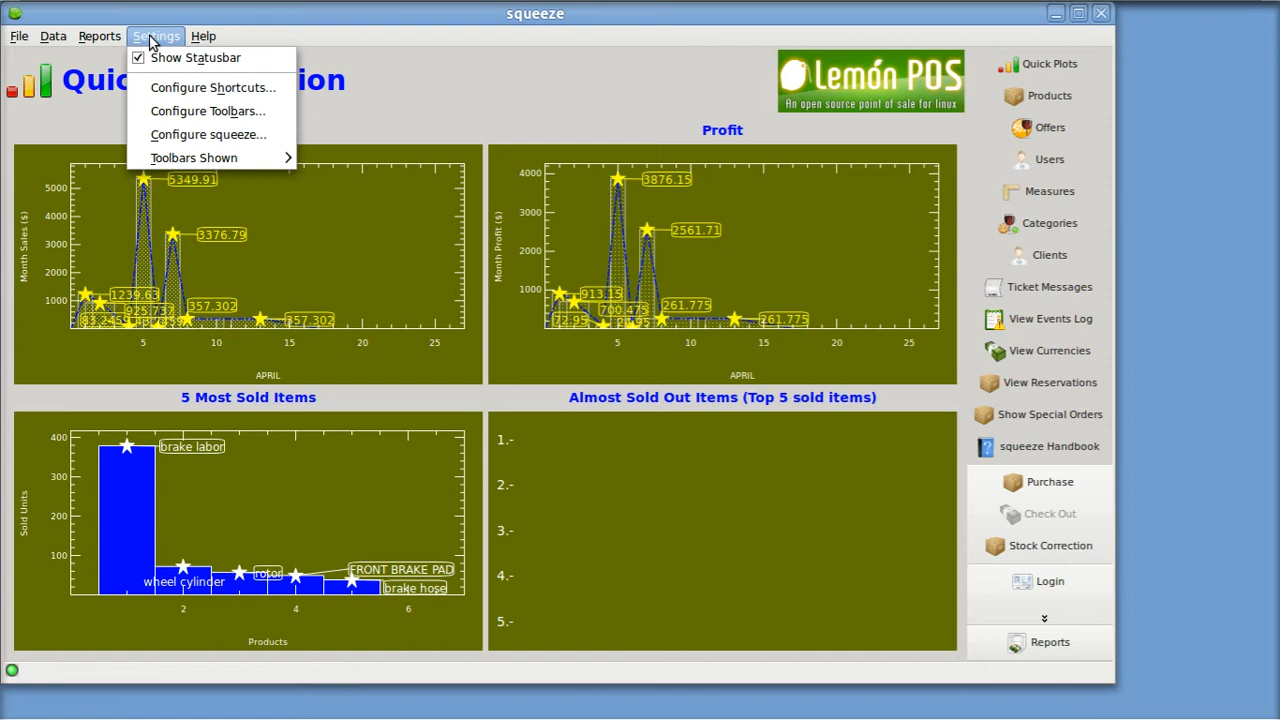 squeeze
File Data Reports Settings Help
Show Statusbar
Configure Shortcuts...
Configure Toolbars...
Configure squeeze...
Toolbars Shown
Quic
ion
Lemón POS
An open source point of sale for linux
Profit
Month Sales ($)
5000
4000
3000
2000
1000
5349.91
3376.79
1239.63
925.737
357.302
357.302
5 10 15 20 25
APRIL
Month Profit ($)
4000
3000
2000
1000
3876.15
2561.71
913.15
700.475
72.95
261.775
261.775
5 10 15 20 25
APRIL
5 Most Sold Items
Sold Units
400
300
200
100
brake labor
wheel cylinder
rotor
FRONT BRAKE PAD
brake hose
2 4 6
Products
Almost Sold Out Items (Top 5 sold items)
1.-
2.-
3.-
4.-
5.-
Quick Plots
Products
Offers
Users
Measures
Categories
Clients
Ticket Messages
View Events Log
View Currencies
View Reservations
Show Special Orders
squeeze Handbook
Purchase
Check Out
Stock Correction
Login
Reports